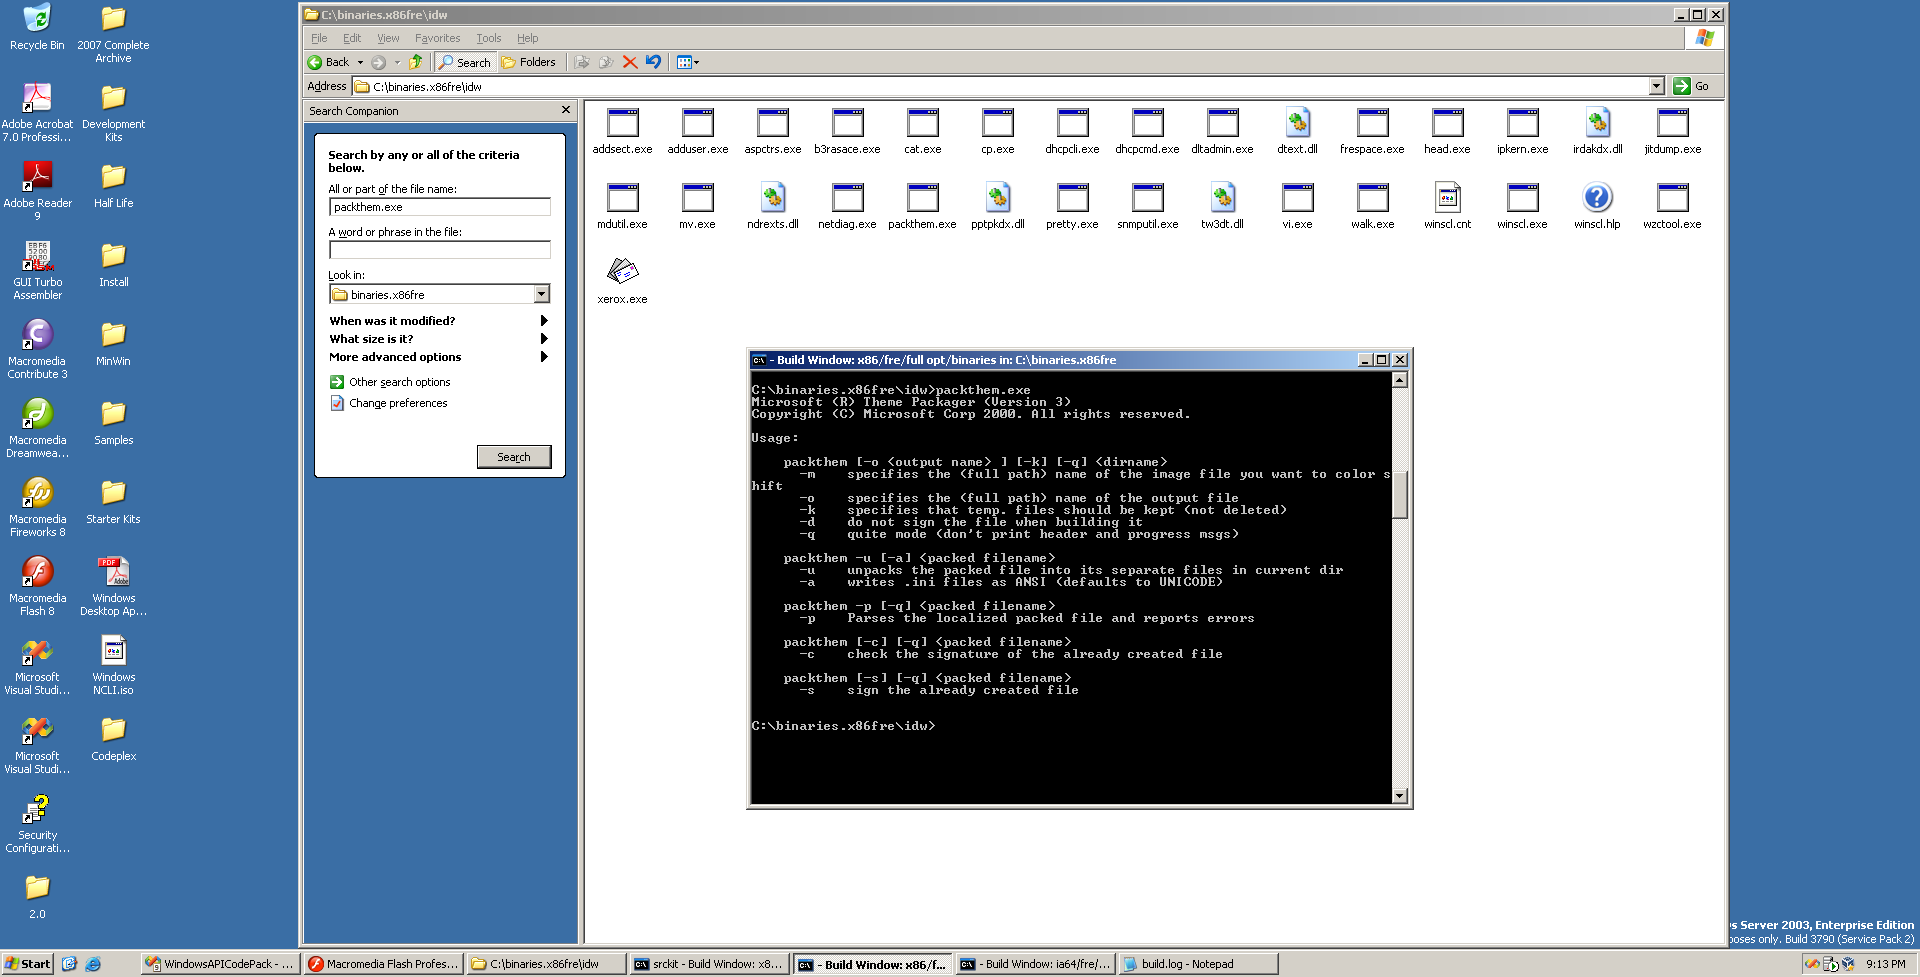 Recycle Bin
2007 Complete
Archive
Adobe Acrobat
7.0 Professi...
Development
Kits
Adobe Reader
9
Half Life
GUI Turbo
Assembler
Install
Macromedia
Contribute 3
MinWin
Macromedia
Dreamwea...
Samples
Macromedia
Fireworks 8
Starter Kits
Macromedia
Flash 8
Windows
Desktop Ap...
Microsoft
Visual Studi...
Windows
NCLI.iso
Microsoft
Visual Studi...
Codeplex
Security
Configurati...
2.0
C:\binaries.x86fre\idw
File Edit View Favorites Tools Help
Back Search Folders
Address C:\binaries.x86fre\idw Go
Search Companion
Search by any or all of the criteria
below.
All or part of the file name:
packthem.exe
A word or phrase in the file:
Look in:
binaries.x86fre
When was it modified?
What size is it?
More advanced options
Other search options
Change preferences
Search
addsect.exe adduser.exe aspctrs.exe b3rasace.exe cat.exe cp.exe dhcpcli.exe dhcpcmd.exe dltadmin.exe dtext.dll frespace.exe head.exe ipkern.exe irdakdx.dll jitdump.exe
mdutil.exe mv.exe ndrexts.dll netdiag.exe packthem.exe pptpkdx.dll pretty.exe snmputil.exe tw3dt.dll vi.exe walk.exe winscl.cnt winscl.exe winscl.hlp wzctool.exe
xerox.exe
- Build Window: x86/fre/full opt/binaries in: C:\binaries.x86fre
C:\binaries.x86fre\idw>packthem.exe
Microsoft (R) Theme Packager (Version 3)
Copyright (C) Microsoft Corp 2000. All rights reserved.
Usage:
packthem [-o <output name> ] [-k] [-q] <dirname>
-m specifies the (full path) name of the image file you want to color s
hift
-o specifies the (full path) name of the output file
-k specifies that temp. files should be kept (not deleted)
-d do not sign the file when building it
-q quite mode (don't print header and progress msgs)
packthem -u [-a] <packed filename>
-u unpacks the packed file into its separate files in current dir
-a writes .ini files as ANSI (defaults to UNICODE)
packthem -p [-q] <packed filename>
-p Parses the localized packed file and reports errors
packthem [-c] [-q] <packed filename>
-c check the signature of the already created file
packthem [-s] [-q] <packed filename>
-s sign the already created file
C:\binaries.x86fre\idw>
s Server 2003, Enterprise Edition
oses only. Build 3790 (Service Pack 2)
Start WindowsAPICodePack - ... Macromedia Flash Profes... C:\binaries.x86fre\idw srckit - Build Window: x8... - Build Window: x86/f... - Build Window: ia64/fre/... build.log - Notepad 9:13 PM